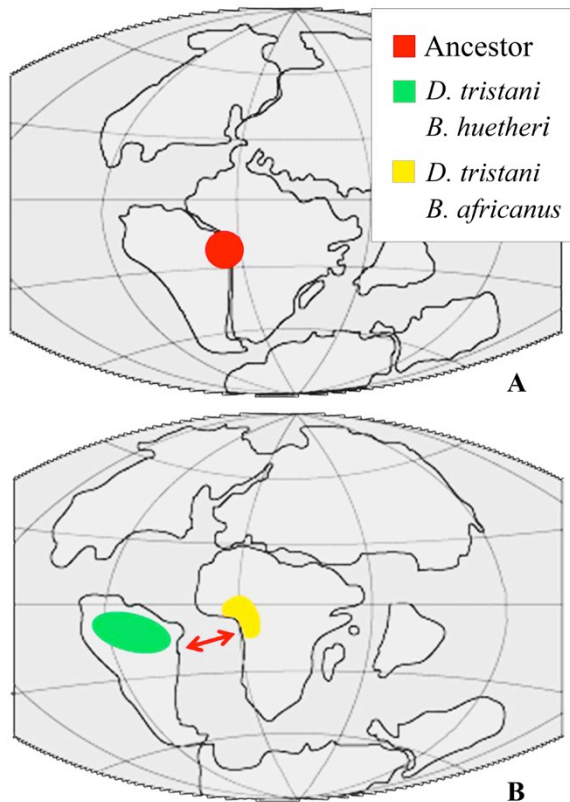 Ancestor
D. tristani
B. huetheri
D. tristani
B. africanus
A
B